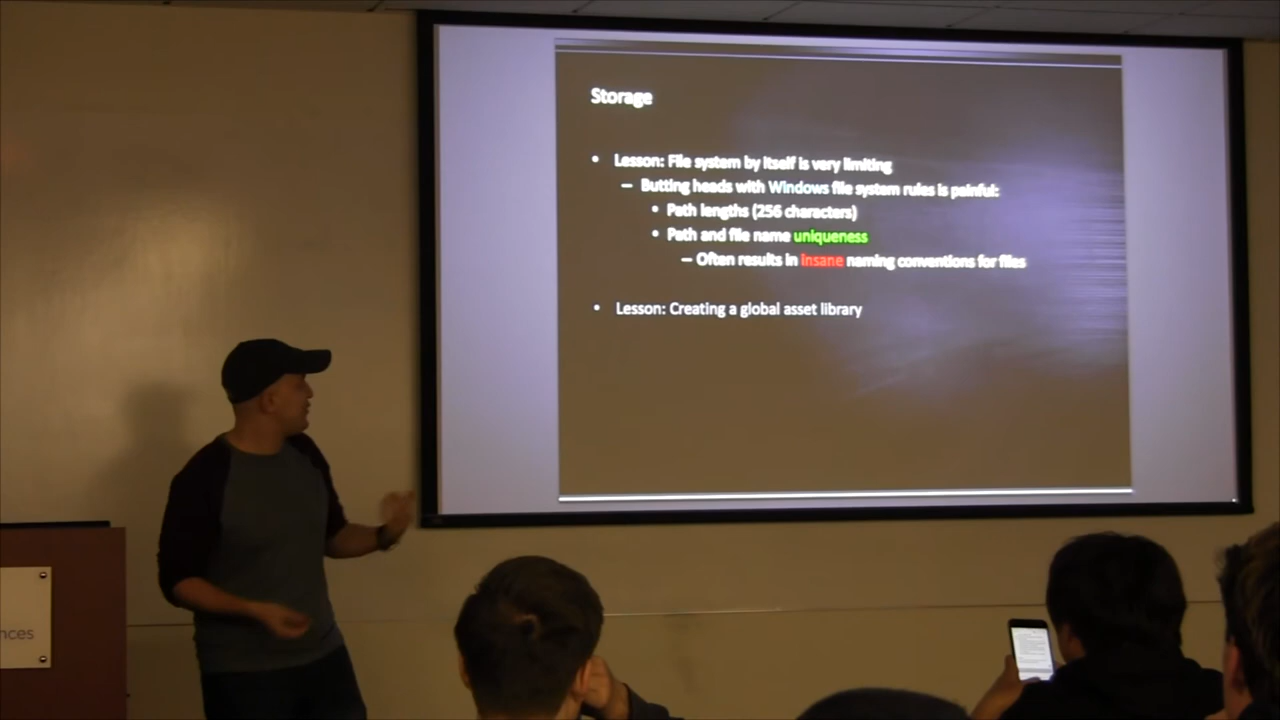 Storage
• Lesson: File system by itself is very limiting
– Butting heads with Windows file system rules is painful:
• Path lengths (256 characters)
• Path and file name uniqueness
– Often results in insane naming conventions for files
• Lesson: Creating a global asset library
nces